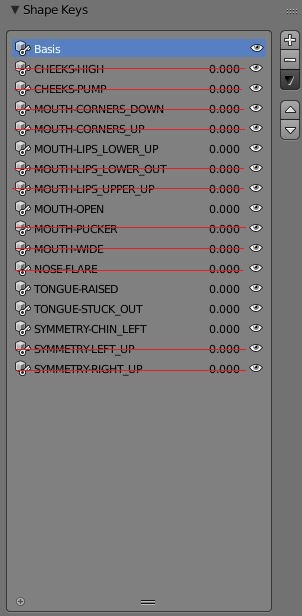 Shape Keys
Basis
CHEEKS-HIGH 0.000
CHEEKS-PUMP 0.000
MOUTH-CORNERS_DOWN 0.000
MOUTH-CORNERS_UP 0.000
MOUTH-LIPS_LOWER_UP 0.000
MOUTH-LIPS_LOWER_OUT 0.000
MOUTH-LIPS_UPPER_UP 0.000
MOUTH-OPEN 0.000
MOUTH-PUCKER 0.000
MOUTH-WIDE 0.000
NOSE-FLARE 0.000
TONGUE-RAISED 0.000
TONGUE-STUCK_OUT 0.000
SYMMETRY-CHIN_LEFT 0.000
SYMMETRY-LEFT_UP 0.000
SYMMETRY-RIGHT_UP 0.000